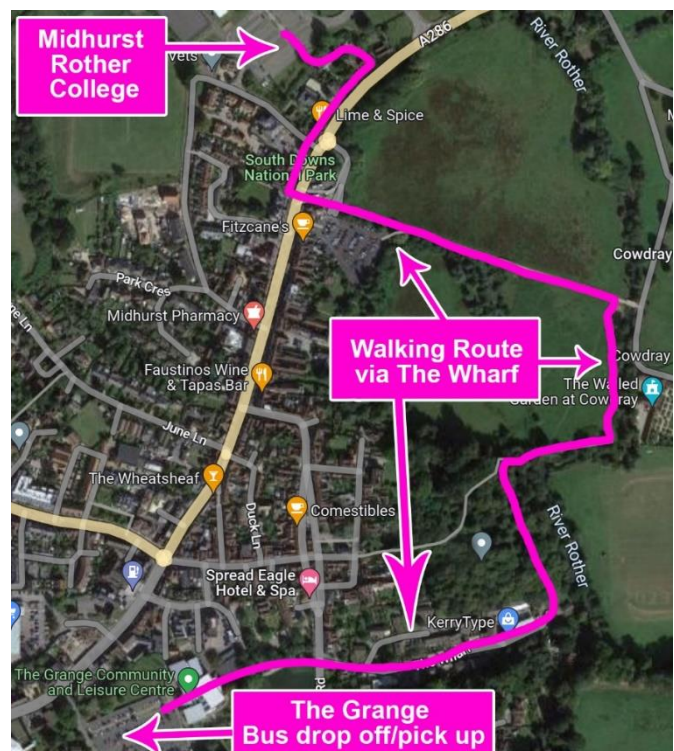 Midhurst
Rother
College
Vets
A286
River Rother
Lime & Spice
South Downs
National Park
Fitzcane's
Cowdray
Park Cres
Midhurst Pharmacy
Walking Route
via The Wharf
Cowdray
Faustinos Wine
& Tapas Bar
The Walled
Garden at Cowdray
June Ln
The Wheatsheaf
Duck Ln
Comestibles
River Rother
Spread Eagle
Hotel & Spa
KerryType
The Wharf
The Grange Community
and Leisure Centre
Rd
The Grange
Bus drop off/pick up